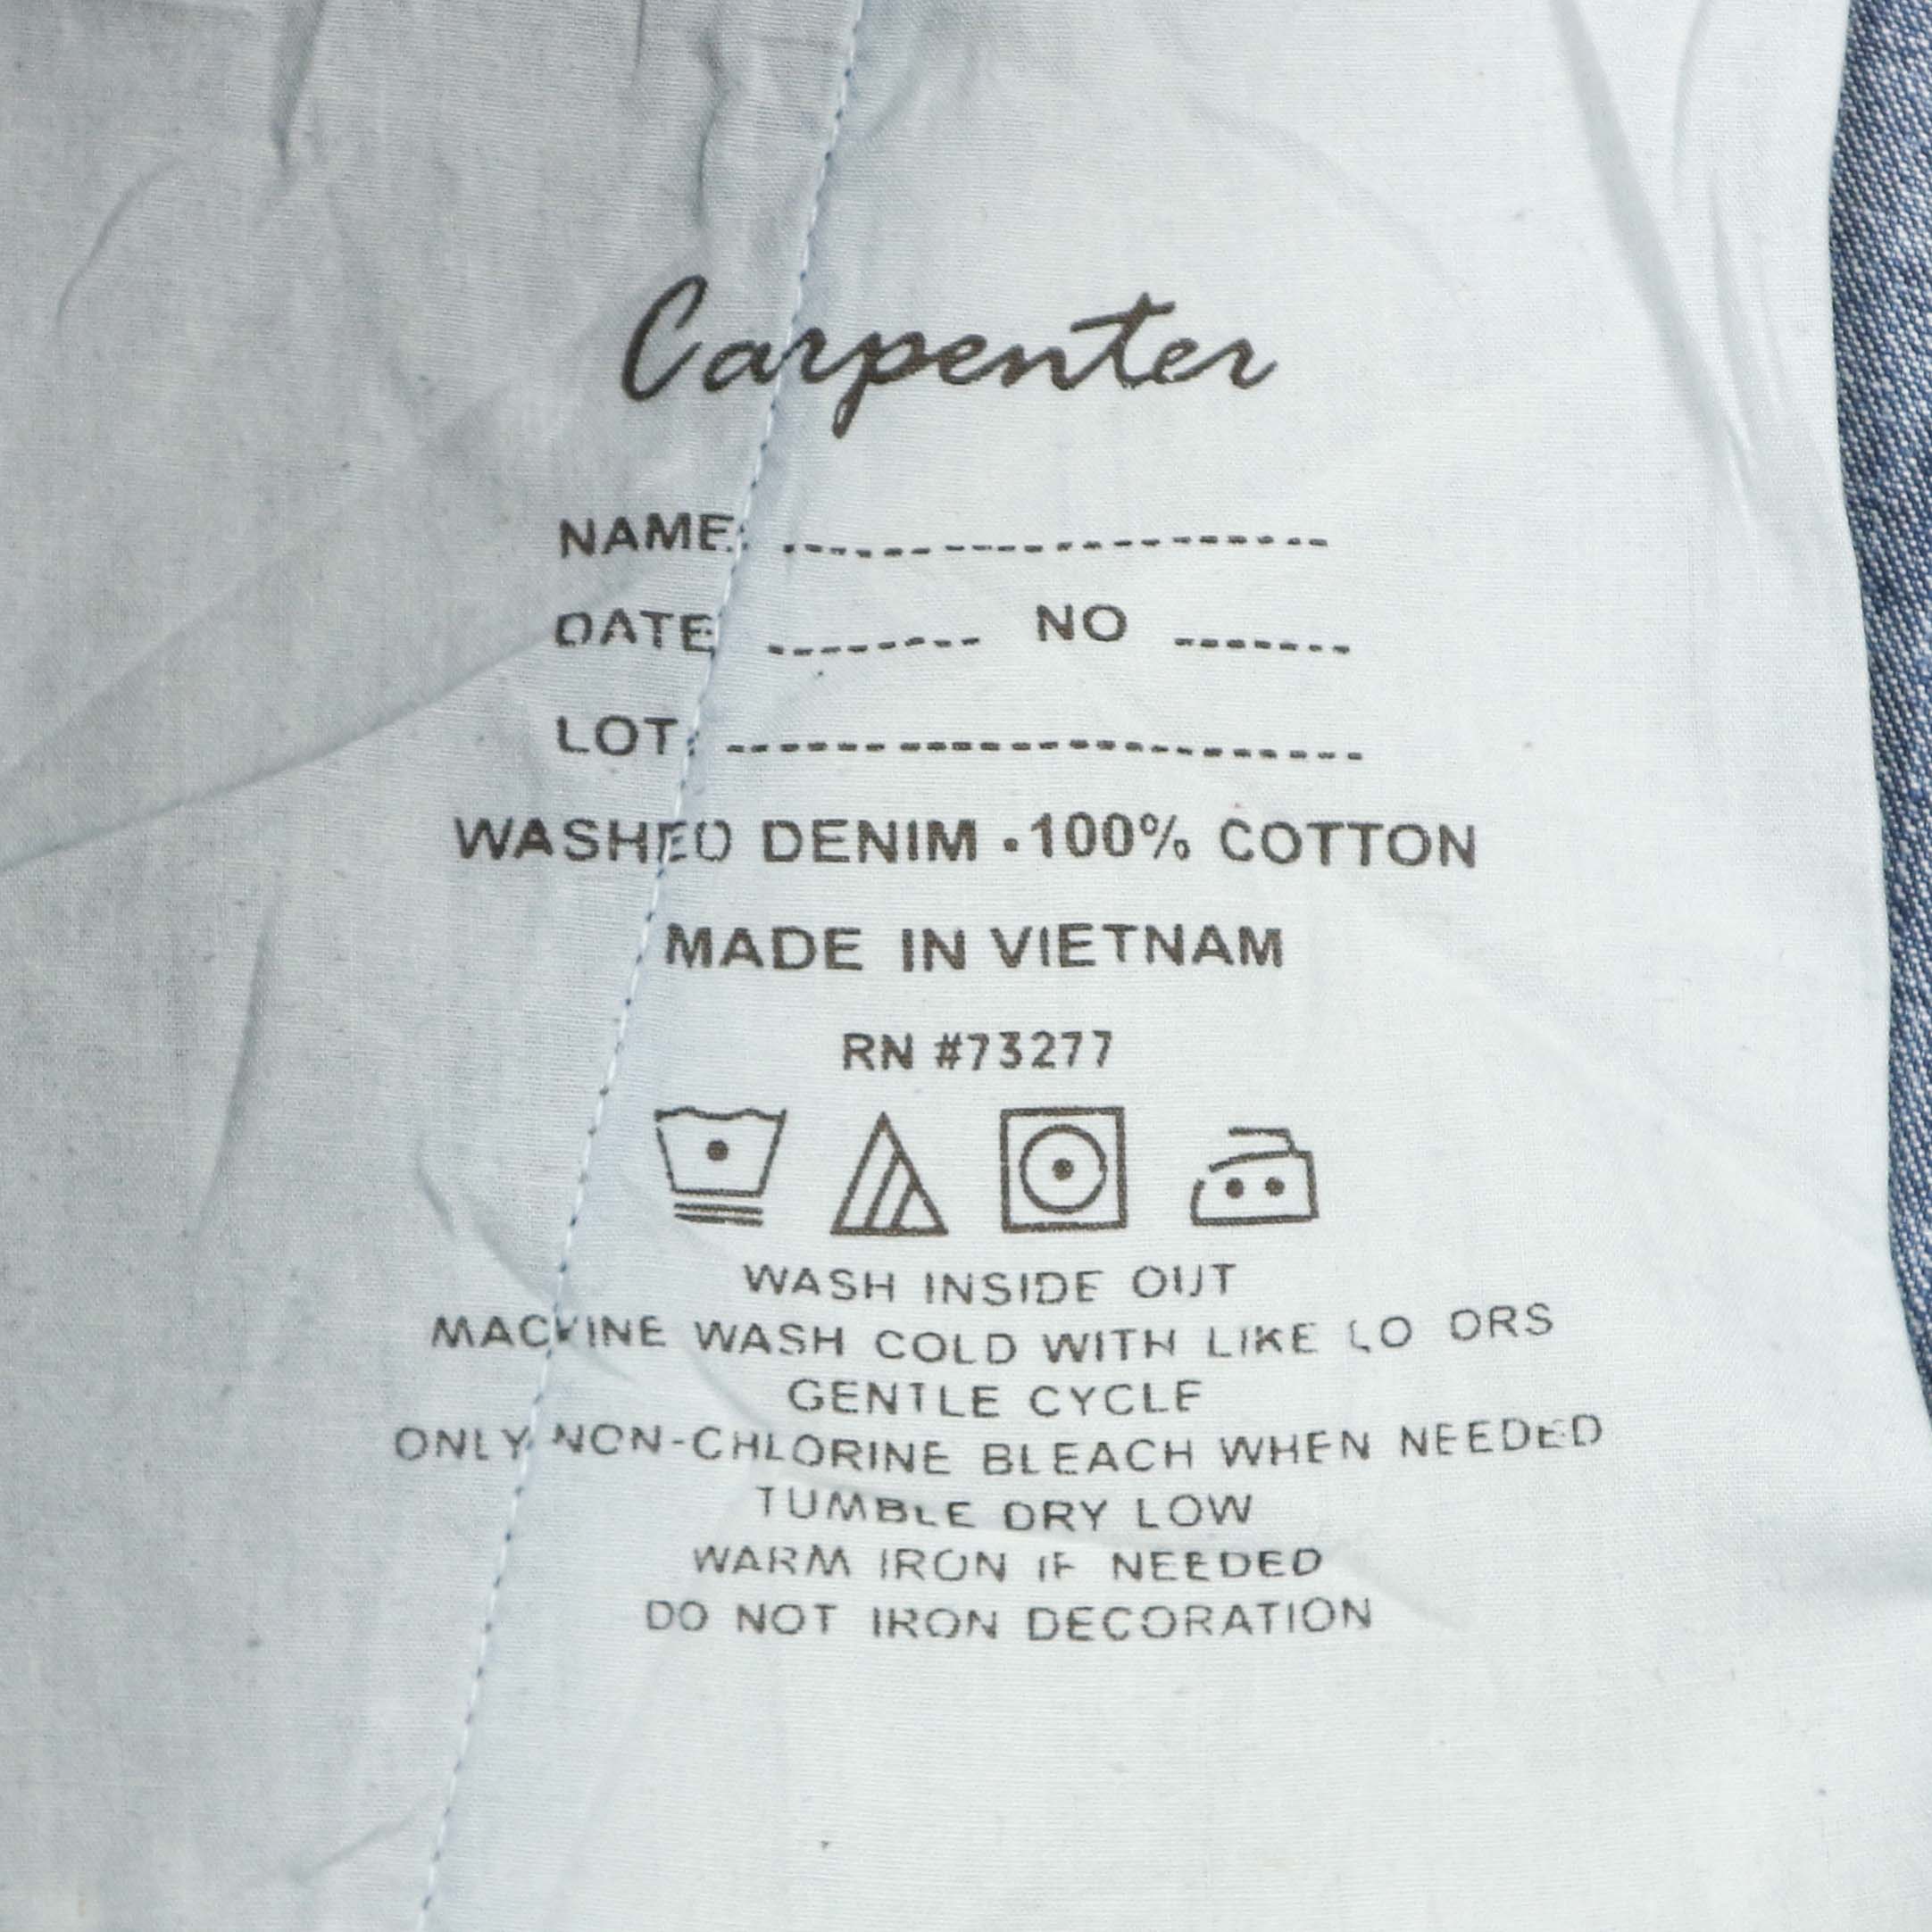 Carpenter
NAME: ....................
DATE: ........ NO .......
LOT: .......................
WASHED DENIM · 100% COTTON
MADE IN VIETNAM
RN #73277
WASH INSIDE OUT
MACHINE WASH COLD WITH LIKE COLORS
GENTLE CYCLE
ONLY NON-CHLORINE BLEACH WHEN NEEDED
TUMBLE DRY LOW
WARM IRON IF NEEDED
DO NOT IRON DECORATION